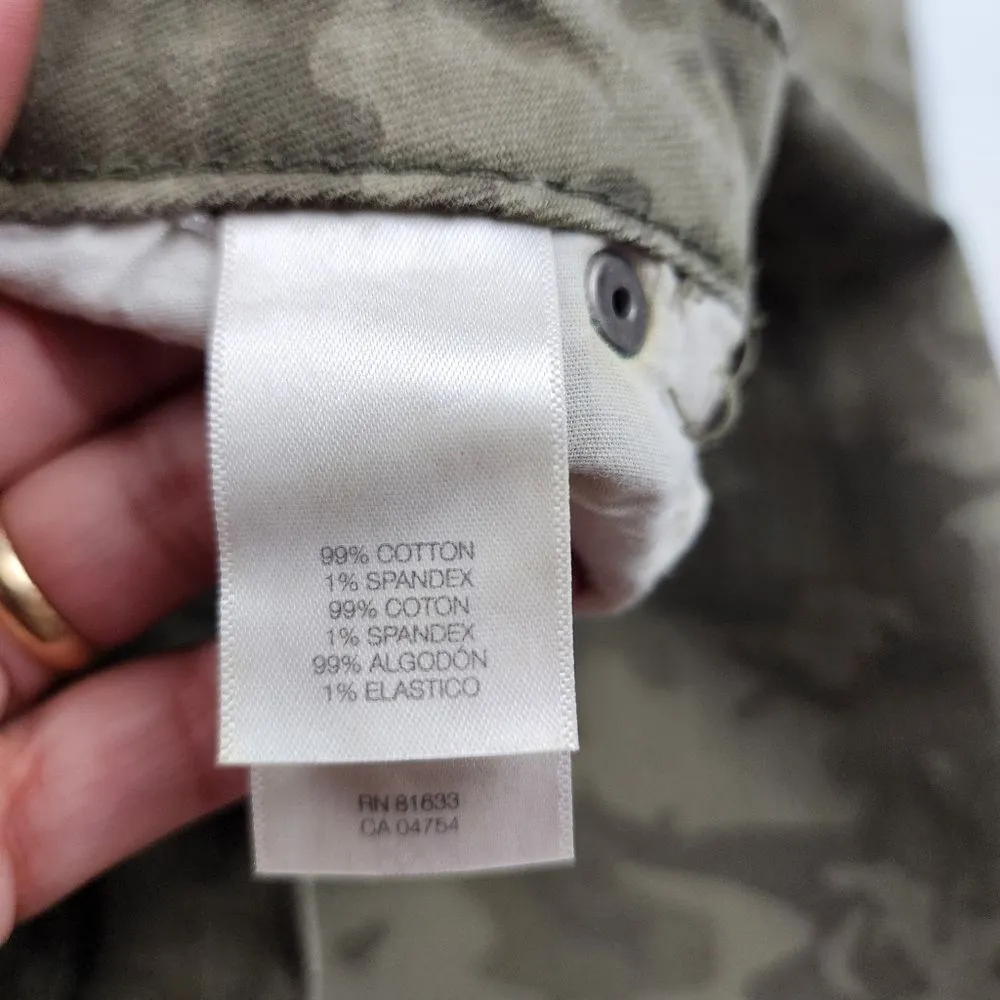 99% COTTON
1% SPANDEX
99% COTON
1% SPANDEX
99% ALGODÓN
1% ELASTICO
RN 81633
CA 04754